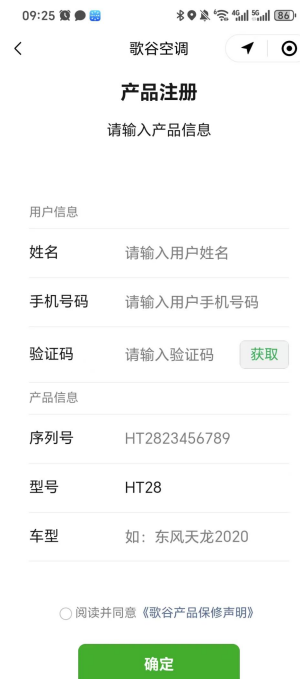 09:25 4G 5G 86
歌谷空调
产品注册
请输入产品信息
用户信息
姓名 请输入用户姓名
手机号码 请输入用户手机号码
验证码 请输入验证码 获取
产品信息
序列号 HT2823456789
型号 HT28
车型 如：东风天龙2020
阅读并同意《歌谷产品保修声明》
确定